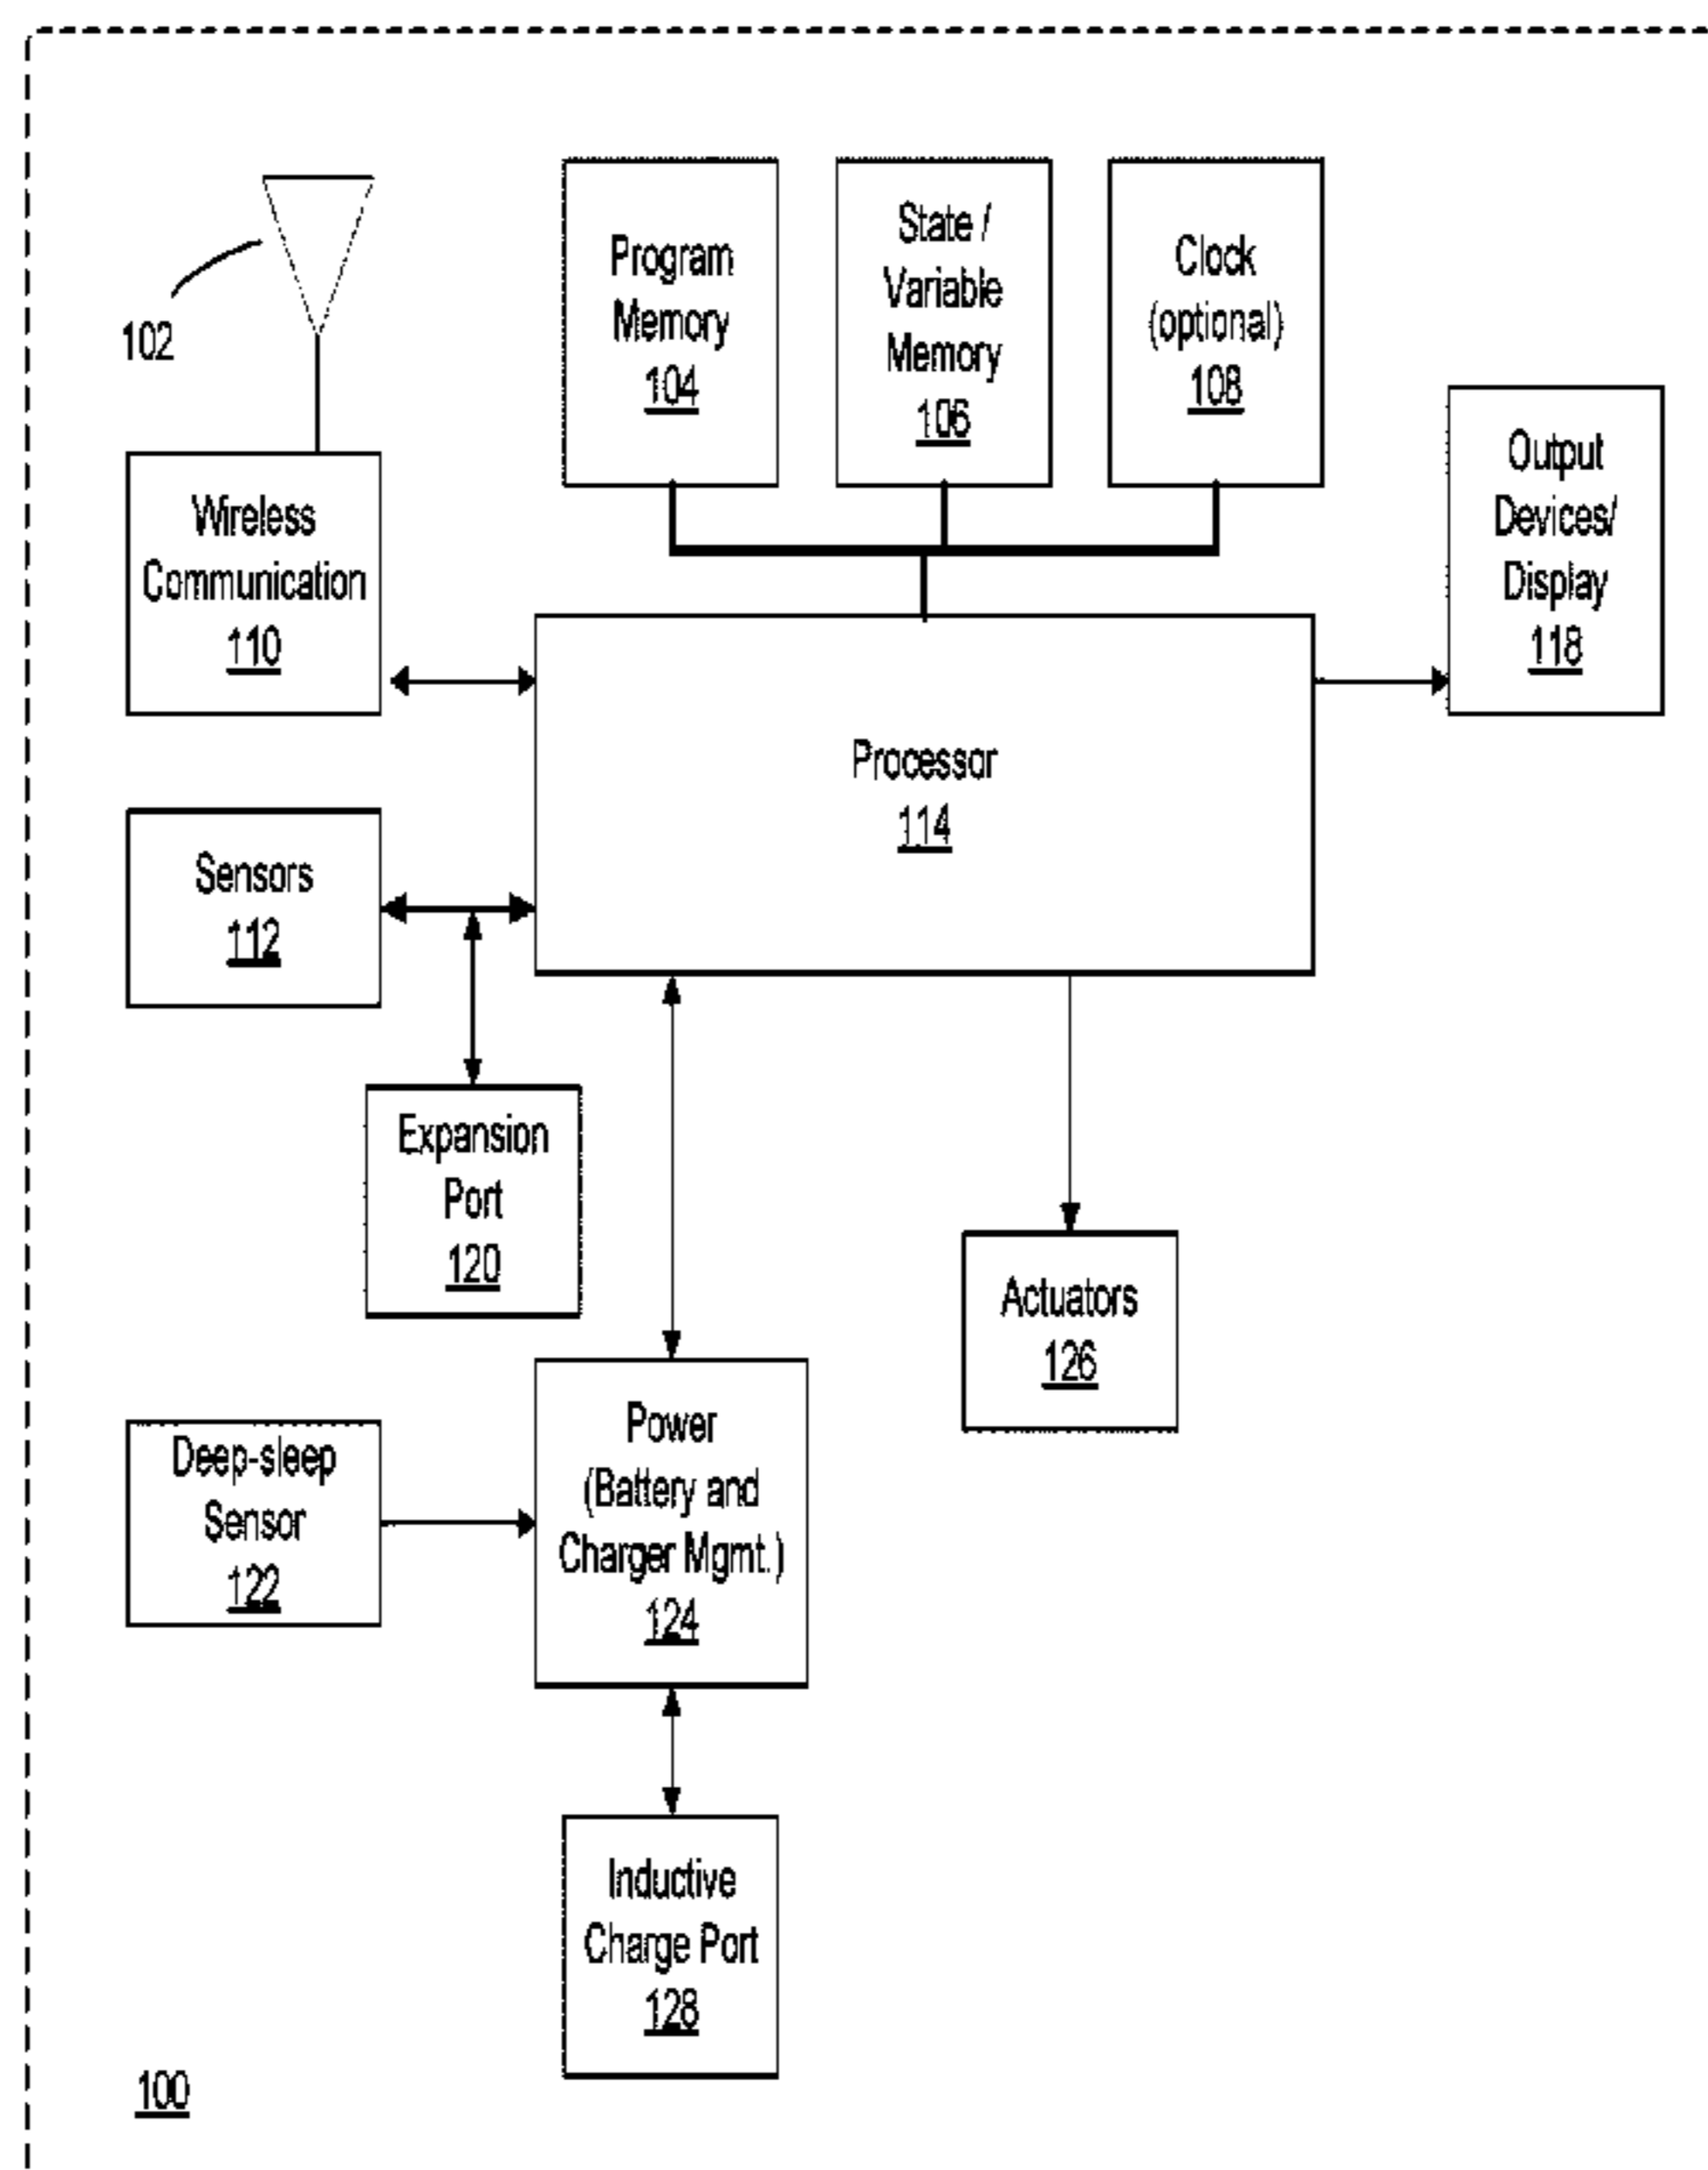 102
Program
Memory
104
State /
Variable
Memory
106
Clock
(optional)
108
Output
Devices/
Display
118
Wireless
Communication
110
Processor
114
Sensors
112
Expansion
Port
120
Actuators
126
Deep-sleep
Sensor
122
Power
(Battery and
Charger Mgmt.)
124
Inductive
Charge Port
128
100